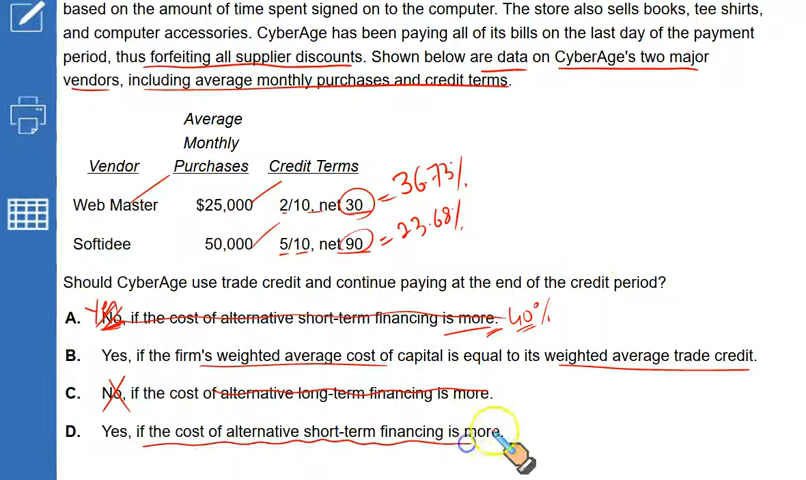 based on the amount of time spent signed on to the computer. The store also sells books, tee shirts,
and computer accessories. CyberAge has been paying all of its bills on the last day of the payment
period, thus forfeiting all supplier discounts. Shown below are data on CyberAge's two major
vendors, including average monthly purchases and credit terms.
Average
Monthly
Vendor Purchases Credit Terms
Web Master $25,000 2/10, net 30 = 36.73%
Softidee 50,000 5/10, net 90 = 23.68%
Should CyberAge use trade credit and continue paying at the end of the credit period?
A. Yes No, if the cost of alternative short-term financing is more. 40%
B. Yes, if the firm's weighted average cost of capital is equal to its weighted average trade credit.
C. No, if the cost of alternative long-term financing is more.
D. Yes, if the cost of alternative short-term financing is more.